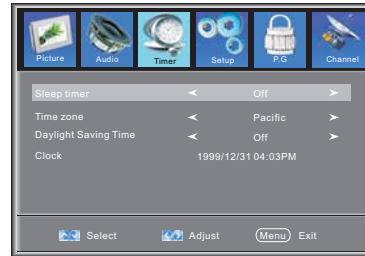 Picture Audio Timer Setup P.G Channel
Sleep timer Off
Time zone Pacific
Daylight Saving Time Off
Clock 1999/12/31 04:03PM
Select Adjust Menu Exit